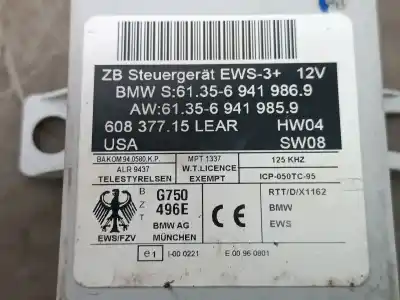 ZB Steuergerät EWS-3+ 12V
BMW S:61.35-6 941 986.9
AW:61.35-6 941 985.9
608 377.15 LEAR HW04
USA SW08
BAKOM 94.0580.K.P. MPT 1337 125 KHZ
ALR 9437 W.T.LICENCE
TELESTYRELSEN EXEMPT ICP-050TC-95
B Z T G750 496E
BMW AG
MÜNCHEN
EWS/FZV
CE
RTT/D/X1162
BMW
EWS
e1 I-00 0221 E 00 96 0801